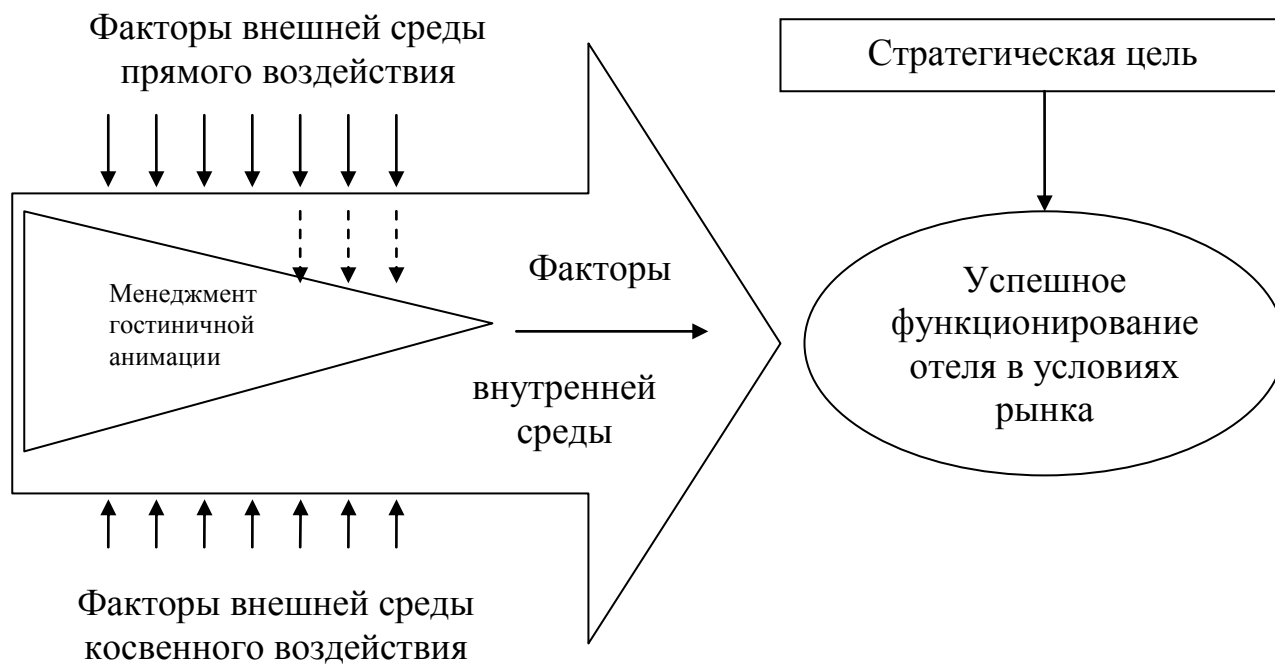 Факторы внешней среды
прямого воздействия
Стратегическая цель
Менеджмент
гостиничной
анимации
Факторы
внутренней
среды
Успешное
функционирование
отеля в условиях
рынка
Факторы внешней среды
косвенного воздействия